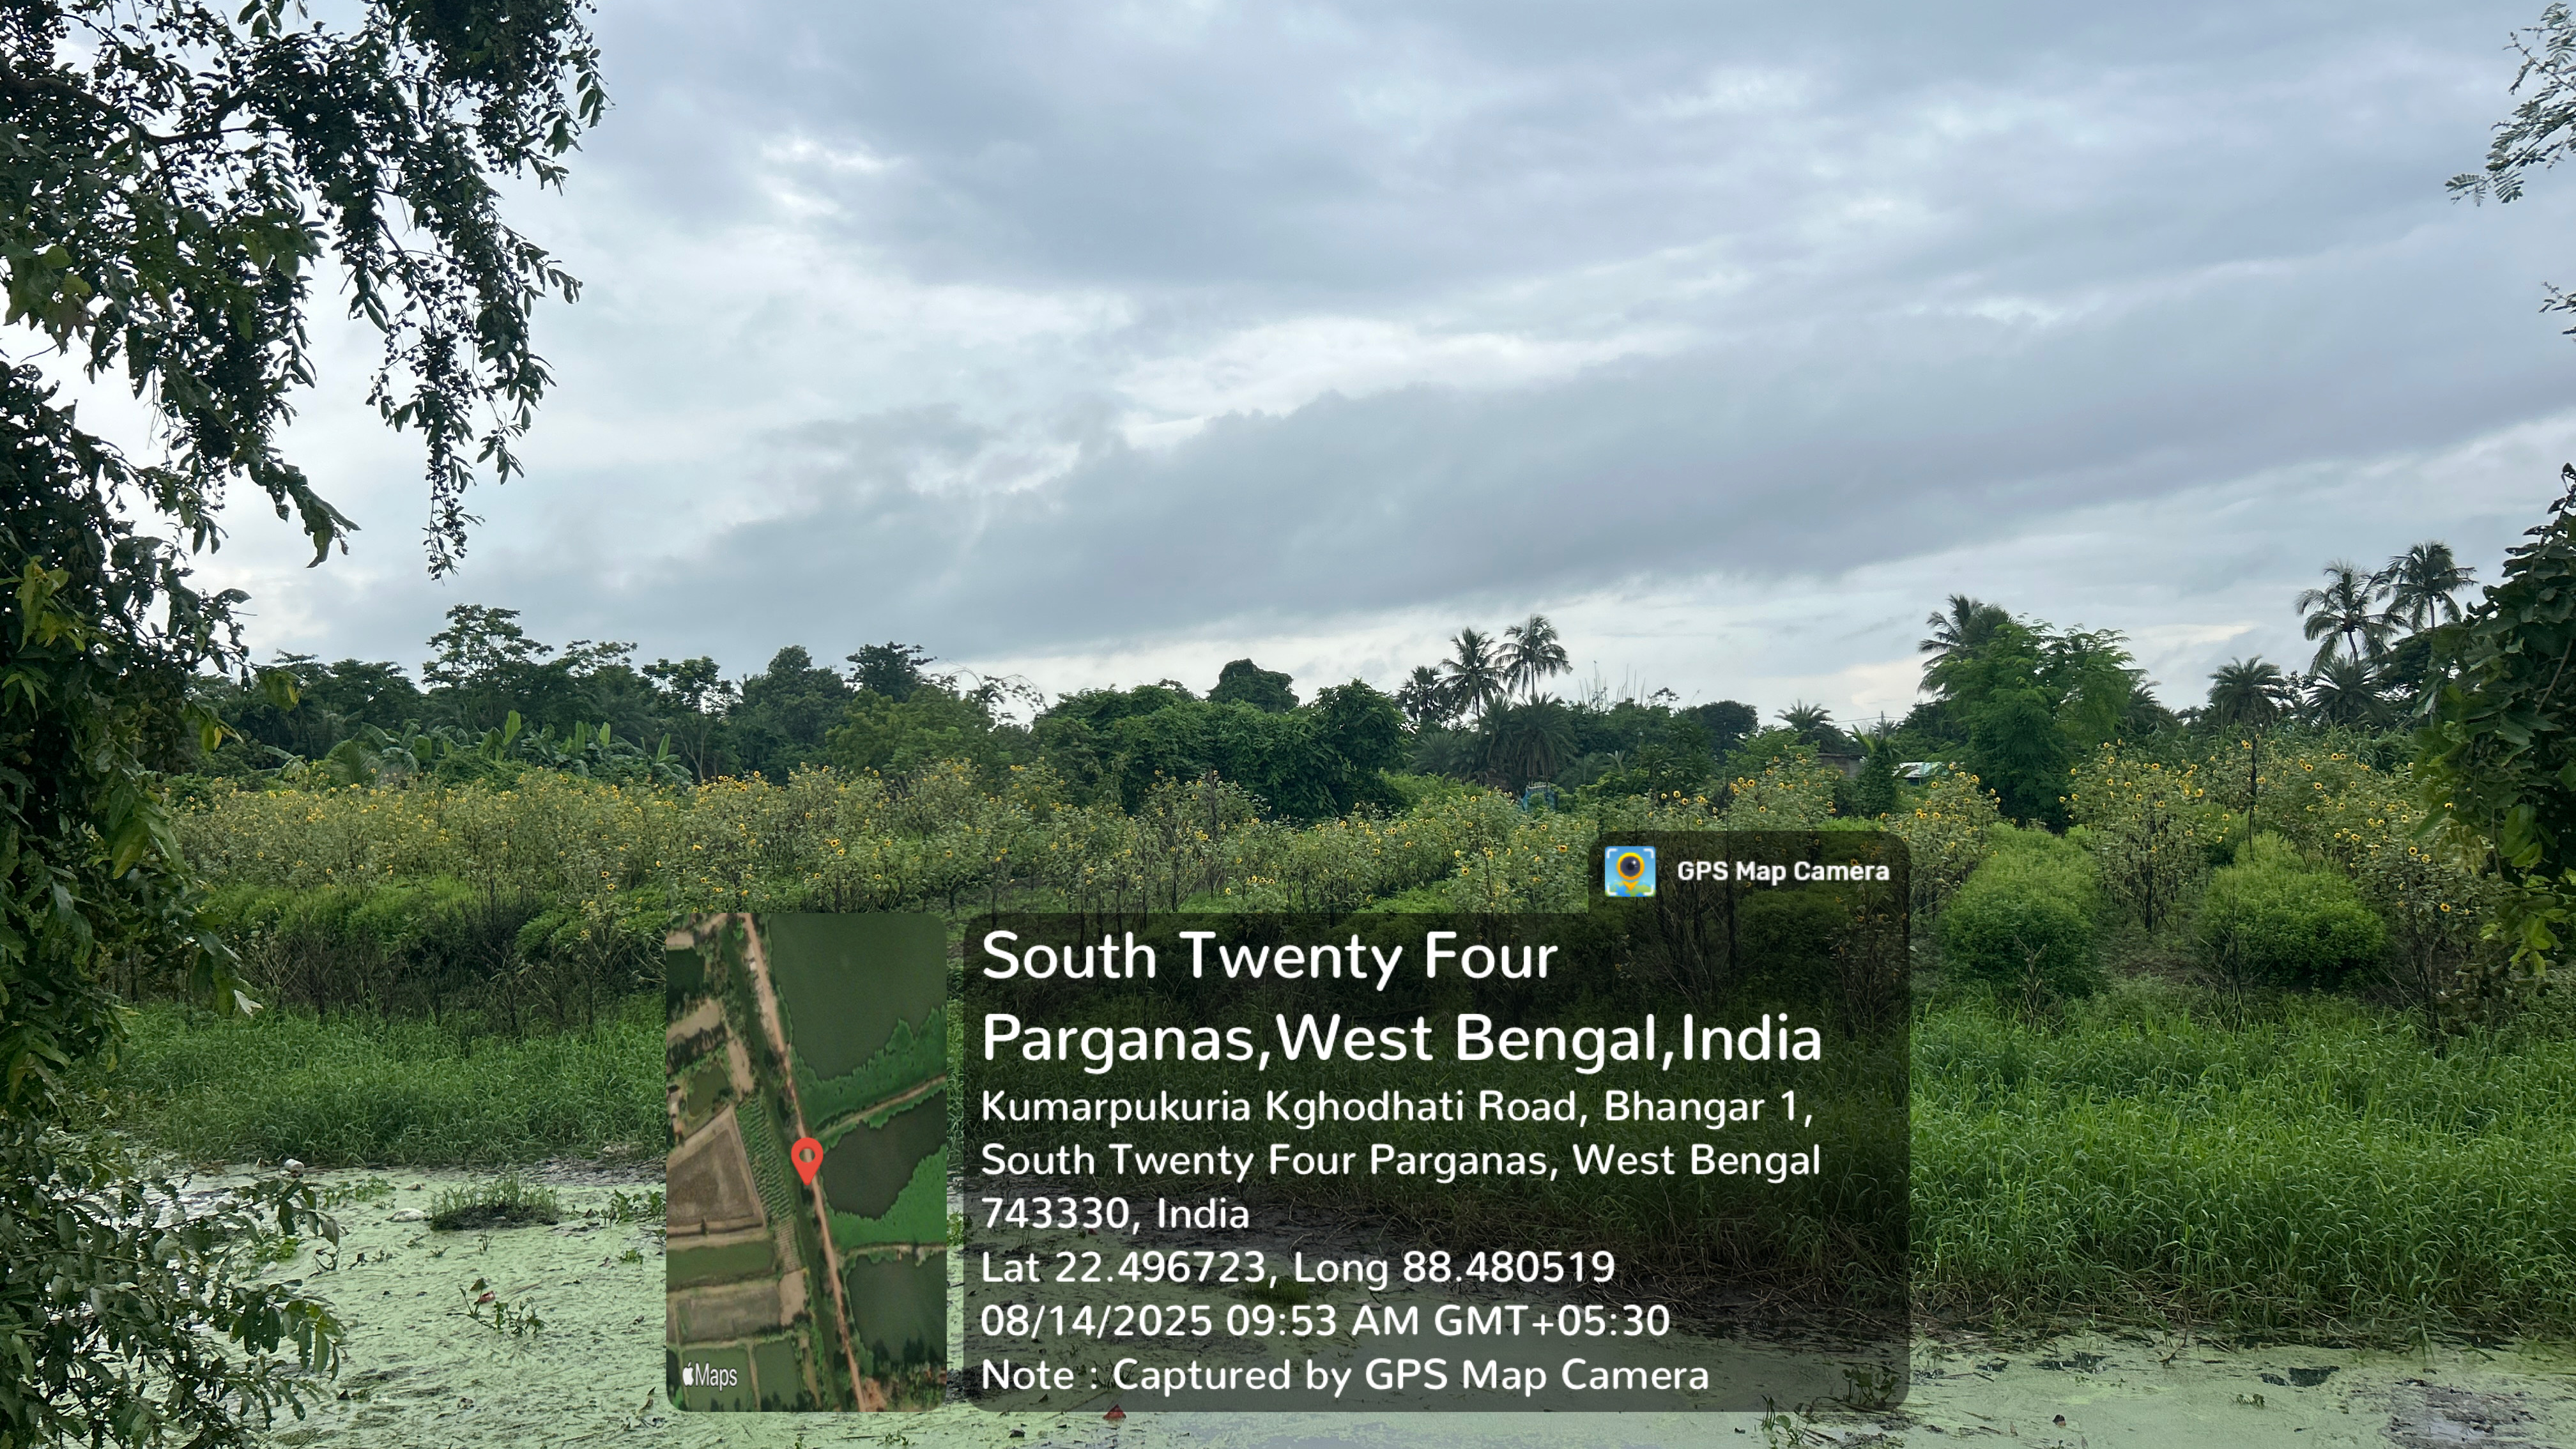 GPS Map Camera
South Twenty Four
Parganas,West Bengal,India
Kumarpukuria Kghodhati Road, Bhangar 1,
South Twenty Four Parganas, West Bengal
743330, India
Lat 22.496723, Long 88.480519
08/14/2025 09:53 AM GMT+05:30
Note : Captured by GPS Map Camera
Maps